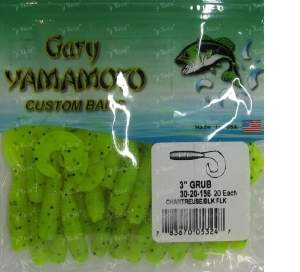 Gary
YAMAMOTO
CUSTOM BAITS
3" GRUB
30-20-156 20 Each
CHARTREUSE/BLK FLK